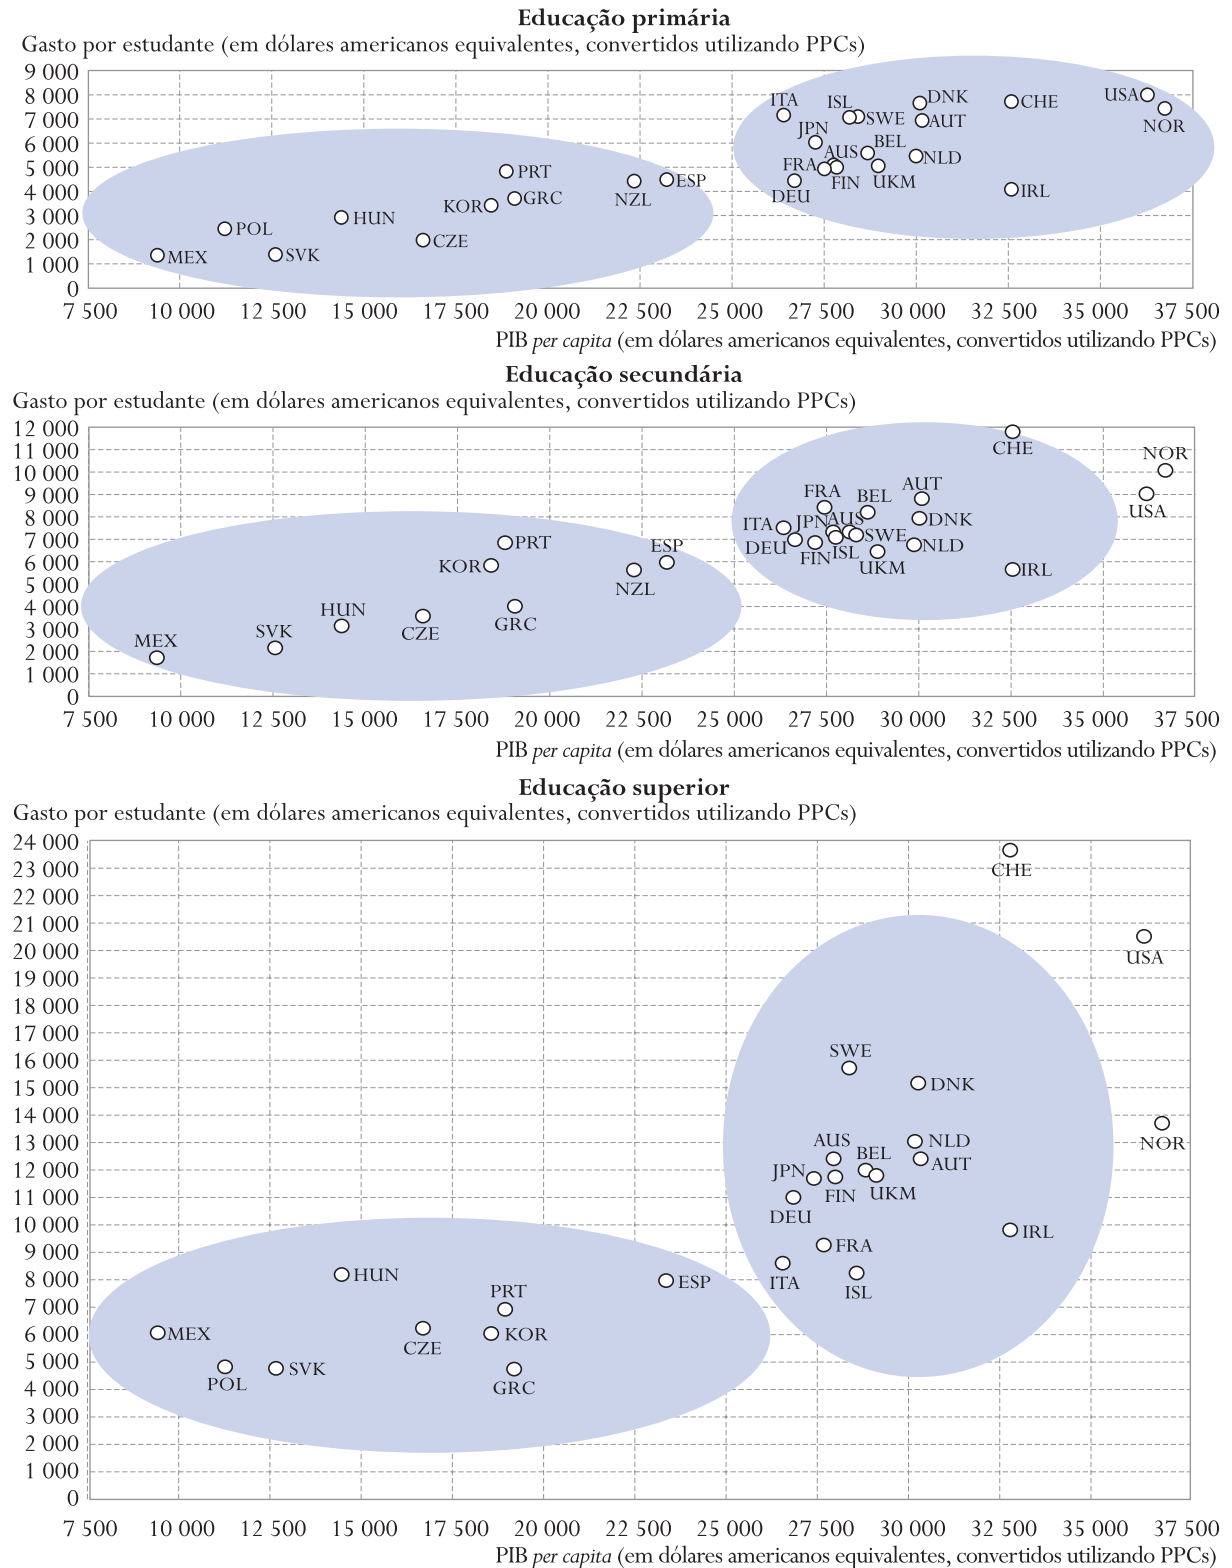 Educação primária
Gasto por estudante (em dólares americanos equivalentes, convertidos utilizando PPCs)
9 000
8 000
7 000
6 000
5 000
4 000
3 000
2 000
1 000
0
ITA
ISL
DNK
CHE
USA
NOR
SWE
AUT
JPN
BEL
AUS
NLD
FRA
FIN
UKM
DEU
IRL
PRT
ESP
NZL
KOR
GRC
HUN
POL
CZE
MEX
SVK
7 500 10 000 12 500 15 000 17 500 20 000 22 500 25 000 27 500 30 000 32 500 35 000 37 500
PIB per capita (em dólares americanos equivalentes, convertidos utilizando PPCs)
Educação secundária
Gasto por estudante (em dólares americanos equivalentes, convertidos utilizando PPCs)
12 000
11 000
10 000
9 000
8 000
7 000
6 000
5 000
4 000
3 000
2 000
1 000
0
CHE
NOR
USA
AUT
FRA
BEL
ITA
JPN
AUS
DNK
DEU
SWE
NLD
FIN
ISL
UKM
IRL
PRT
ESP
KOR
NZL
HUN
GRC
SVK
CZE
MEX
7 500 10 000 12 500 15 000 17 500 20 000 22 500 25 000 27 500 30 000 32 500 35 000 37 500
PIB per capita (em dólares americanos equivalentes, convertidos utilizando PPCs)
Educação superior
Gasto por estudante (em dólares americanos equivalentes, convertidos utilizando PPCs)
24 000
23 000
22 000
21 000
20 000
19 000
18 000
17 000
16 000
15 000
14 000
13 000
12 000
11 000
10 000
9 000
8 000
7 000
6 000
5 000
4 000
3 000
2 000
1 000
0
CHE
USA
SWE
DNK
NOR
AUS
NLD
BEL
AUT
JPN
FIN
UKM
DEU
IRL
FRA
ITA
ISL
HUN
ESP
PRT
MEX
KOR
CZE
POL
SVK
GRC
7 500 10 000 12 500 15 000 17 500 20 000 22 500 25 000 27 500 30 000 32 500 35 000 37 500
PIB per capita (em dólares americanos equivalentes, convertidos utilizando PPCs)